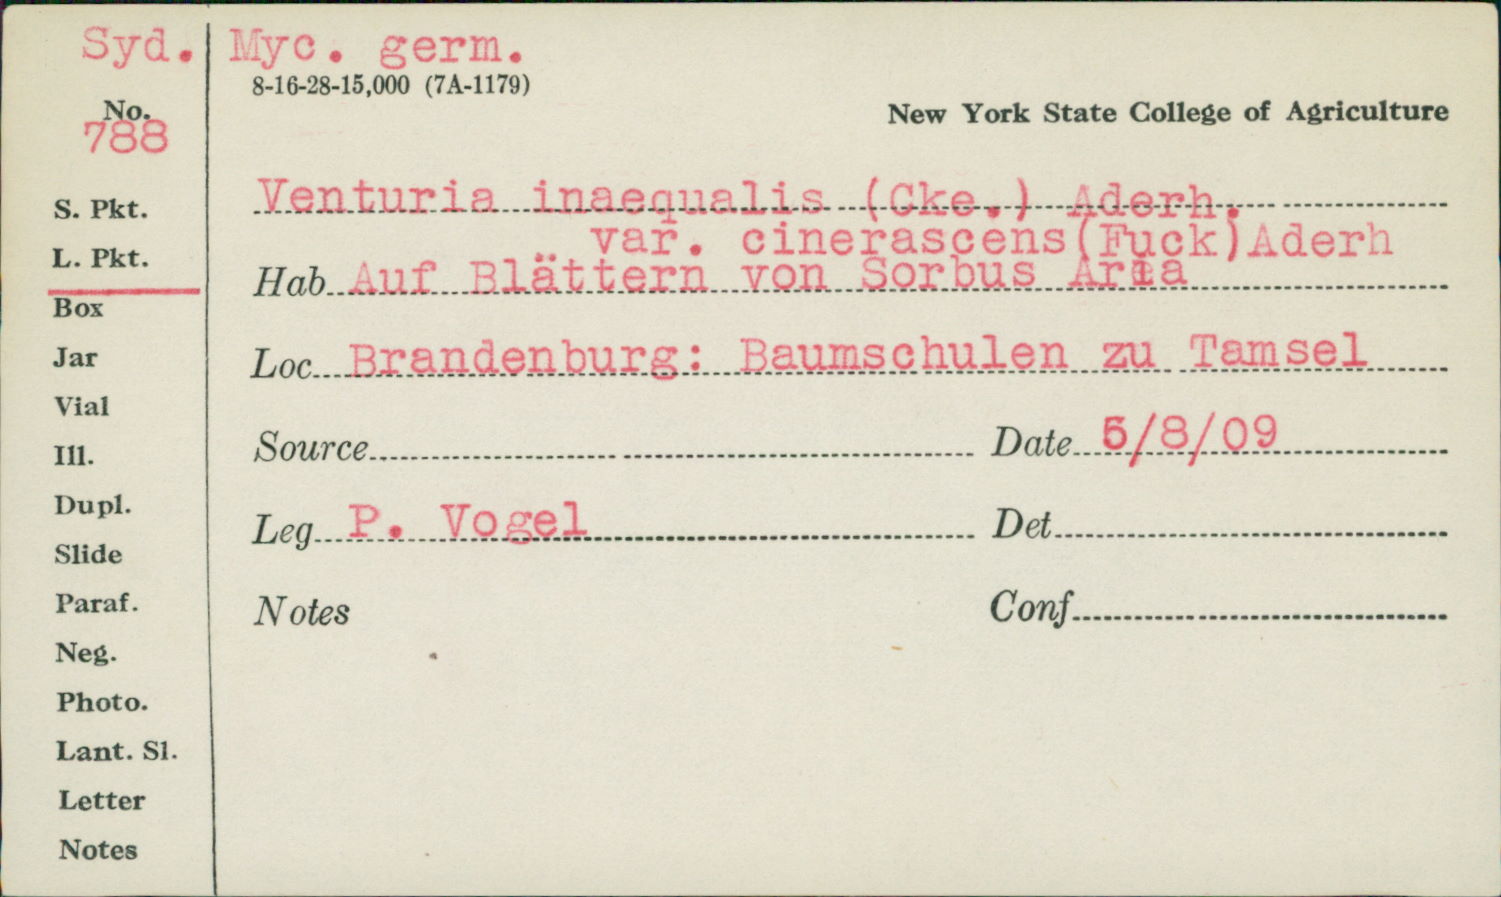 Syd. Myc. germ.
8-16-28-15,000 (7A-1179)
No.
788
New York State College of Agriculture
Venturia inaequalis (Cke.) Aderh.
var. cinerascens(Fuck)Aderh
Hab Auf Blättern von Sorbus Aria
Loc Brandenburg: Baumschulen zu Tamsel
Source Date 5/8/09
Leg P. Vogel Det
Notes Conf
S. Pkt.
L. Pkt.
Box
Jar
Vial
Ill.
Dupl.
Slide
Paraf.
Neg.
Photo.
Lant. Sl.
Letter
Notes